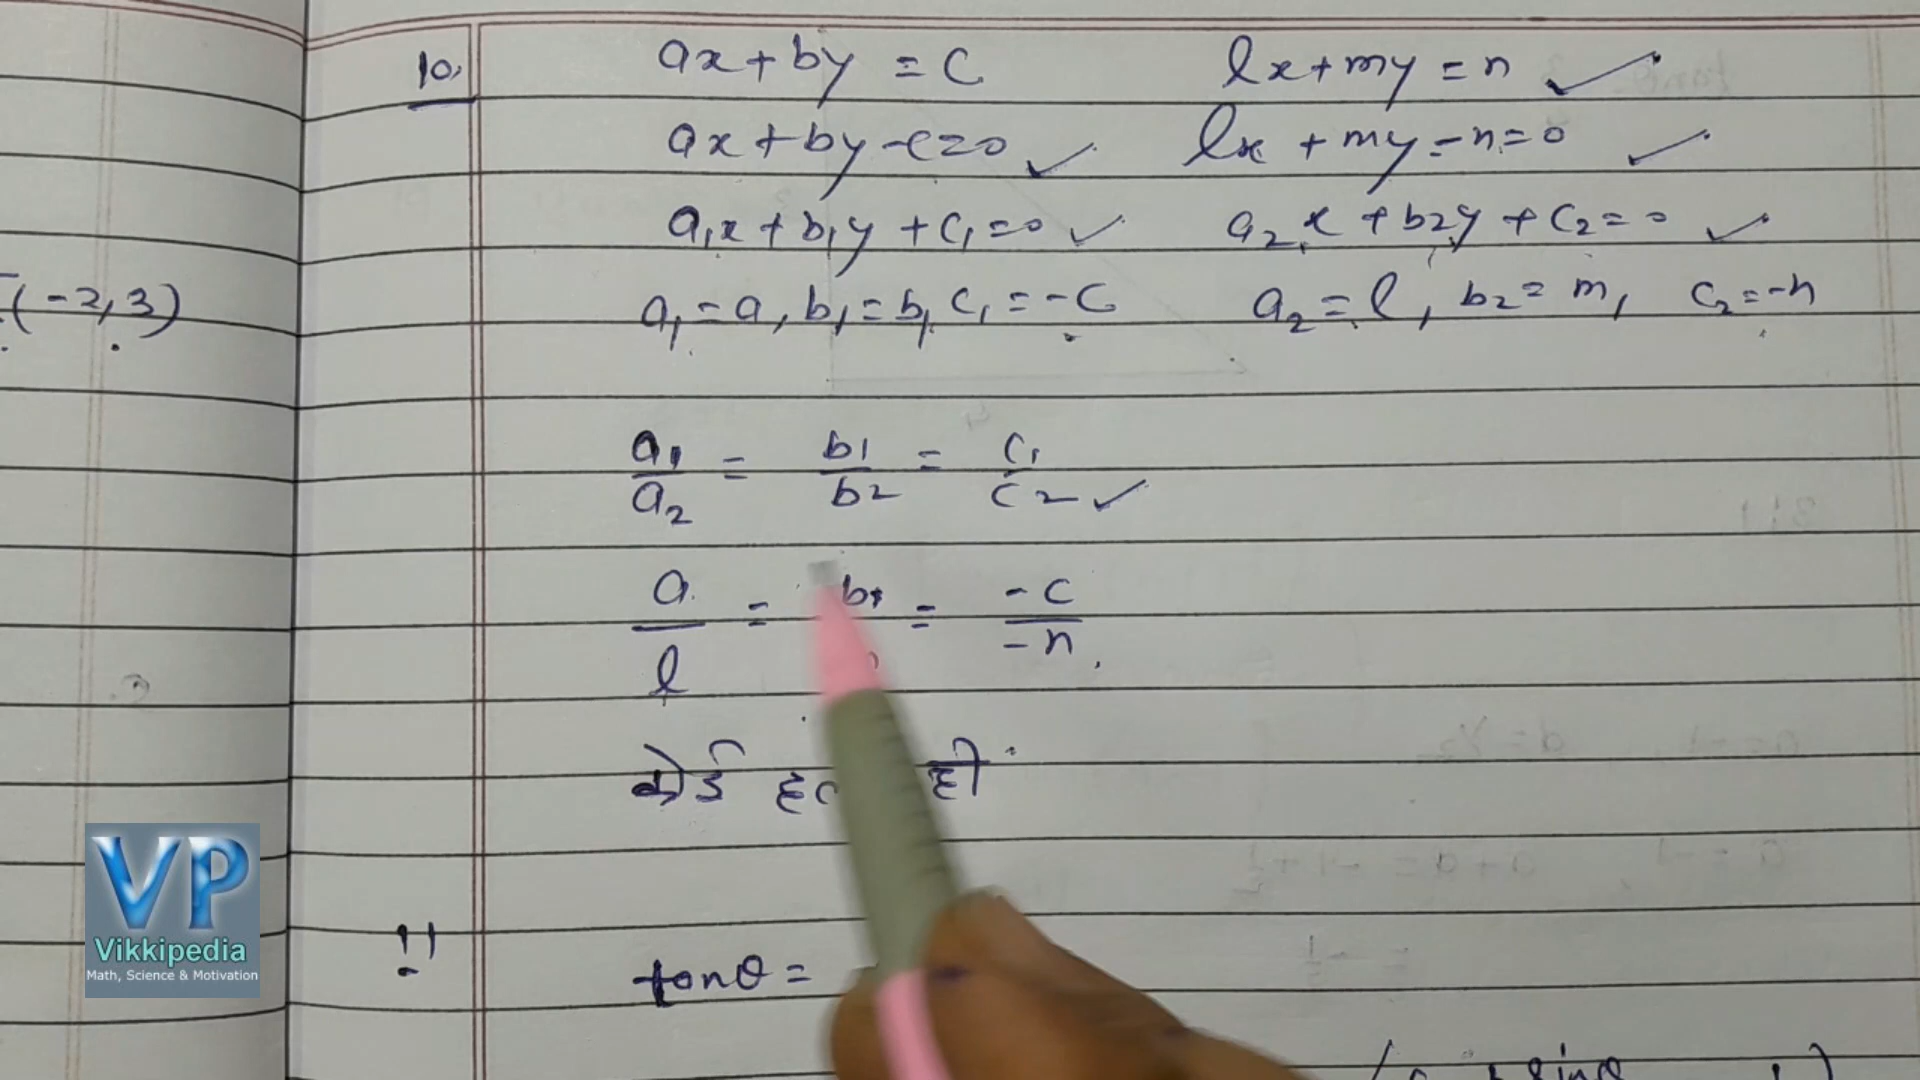 10. ax+by = c lx+my = n ✓
ax+by-c=0 ✓ lx+my-n=0 ✓
a₁x+b₁y+c₁=0 ✓ a₂x+b₂y+c₂=0 ✓
(-2,3)
a₁=a, b₁=b, c₁=-c a₂=l, b₂=m, c₂=-n
a₁/a₂ = b₁/b₂ = c₁/c₂ ✓
a/l = b = -c/-n
कोई
VP
Vikkipedia
Math, Science & Motivation
11 tanθ =